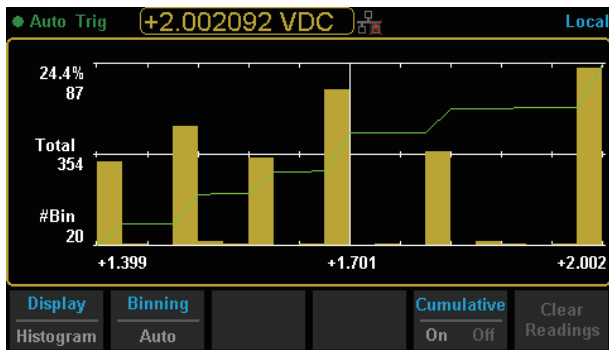 Auto Trig +2.002092 VDC Local
24.4%
87
Total
354
#Bin
20
+1.399 +1.701 +2.002
Display Binning Cumulative Clear
Histogram Auto On Off Readings